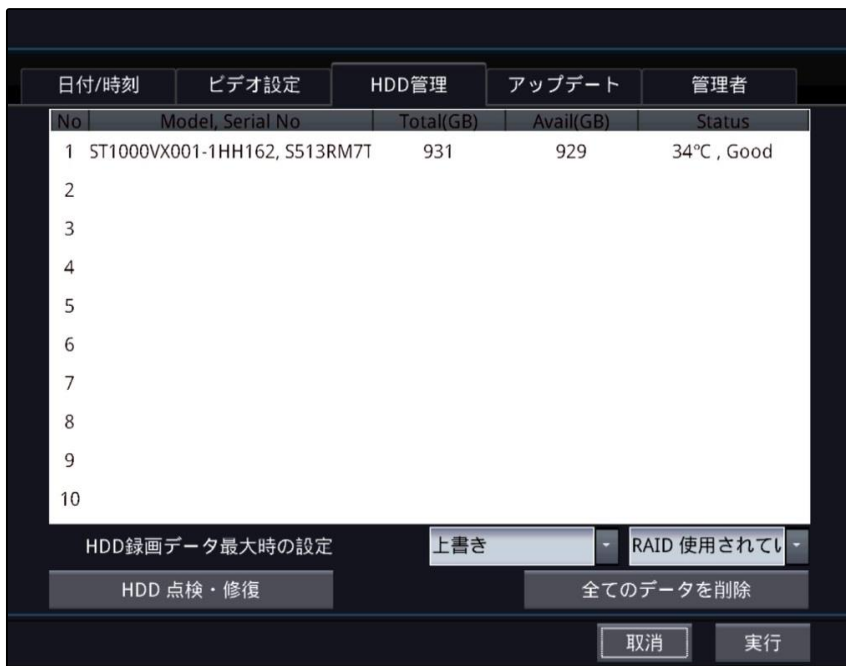 日付/時刻 ビデオ設定 HDD管理 アップデート 管理者
No Model, Serial No Total(GB) Avail(GB) Status
1 ST1000VX001-1HH162, S513RM7T 931 929 34℃ , Good
2
3
4
5
6
7
8
9
10
HDD録画データ最大時の設定 上書き RAID 使用されてい
HDD 点検・修復 全てのデータを削除
取消 実行